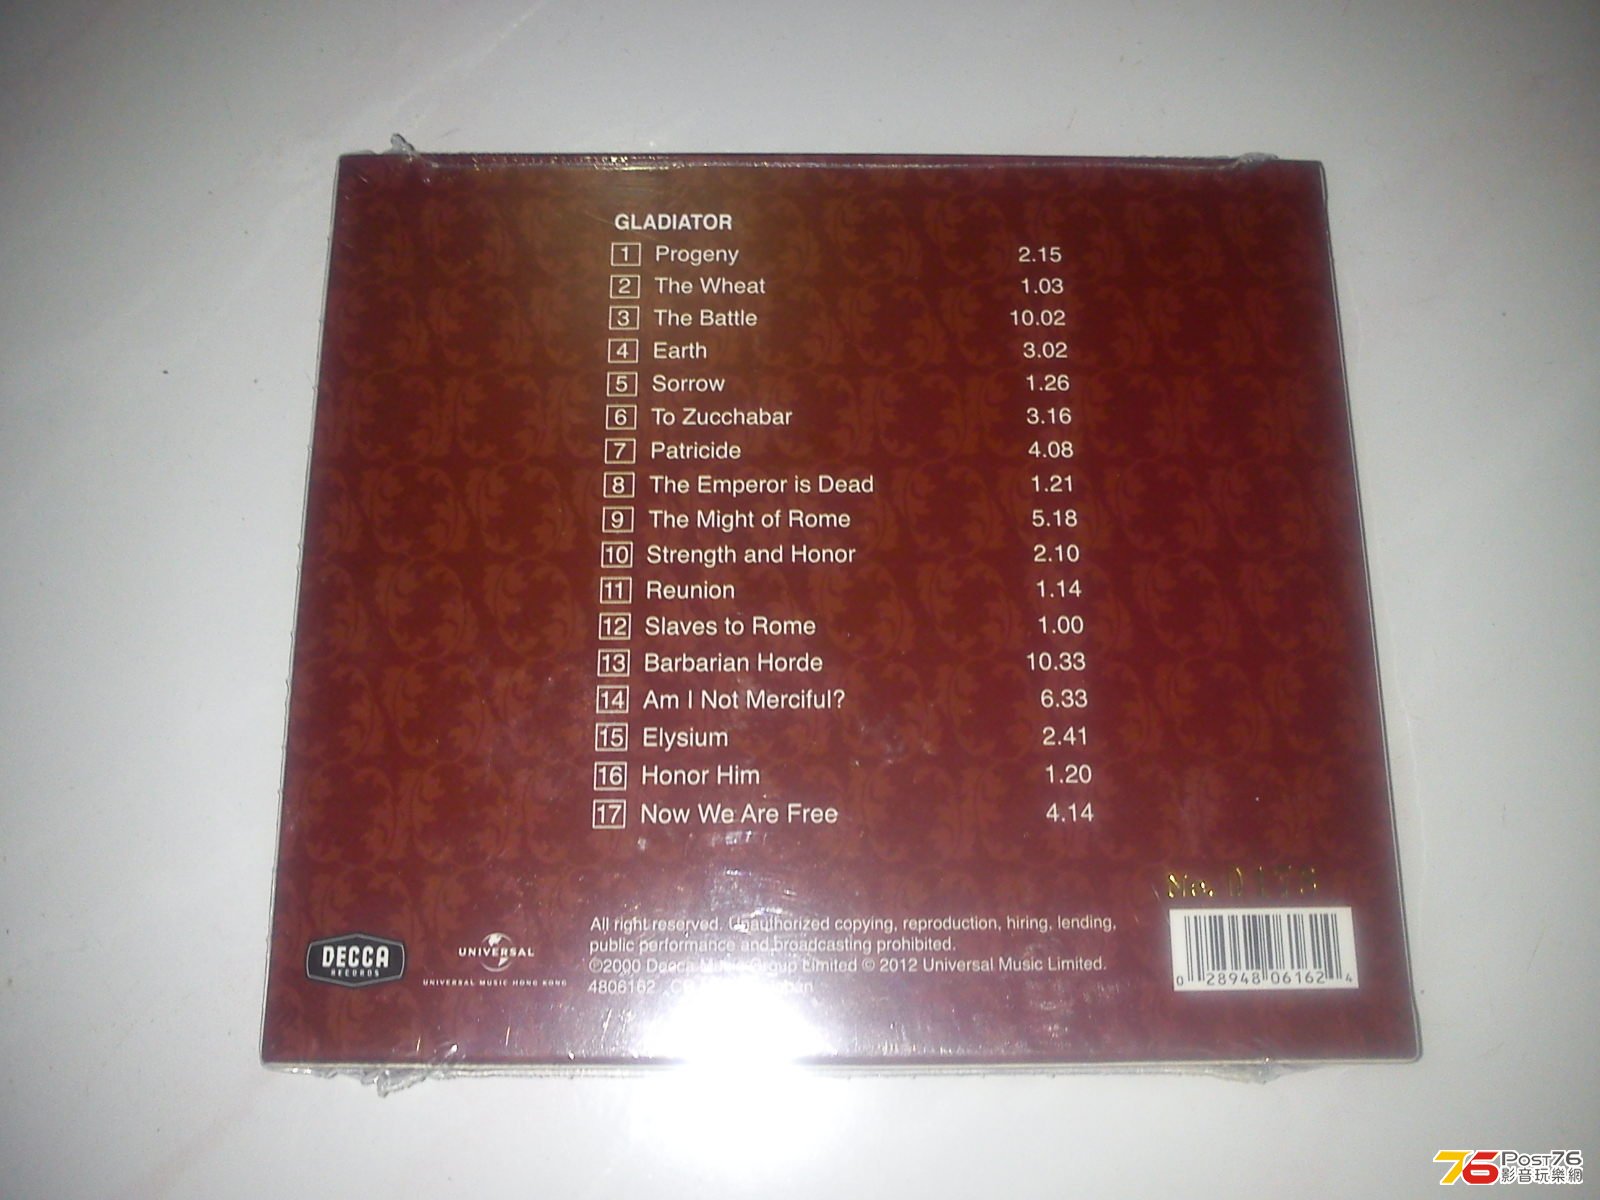 GLADIATOR
1 Progeny 2.15
2 The Wheat 1.03
3 The Battle 10.02
4 Earth 3.02
5 Sorrow 1.26
6 To Zucchabar 3.16
7 Patricide 4.08
8 The Emperor is Dead 1.21
9 The Might of Rome 5.18
10 Strength and Honor 2.10
11 Reunion 1.14
12 Slaves to Rome 1.00
13 Barbarian Horde 10.33
14 Am I Not Merciful? 6.33
15 Elysium 2.41
16 Honor Him 1.20
17 Now We Are Free 4.14
No.
All right reserved. Unauthorized copying, reproduction, hiring, lending,
public performance and broadcasting prohibited.
℗2000 Decca Music Group Limited © 2012 Universal Music Limited.
4806162
DECCA
RECORDS
UNIVERSAL
UNIVERSAL MUSIC HONG KONG
0 28948 06162 4
76 POST76
影音玩樂網